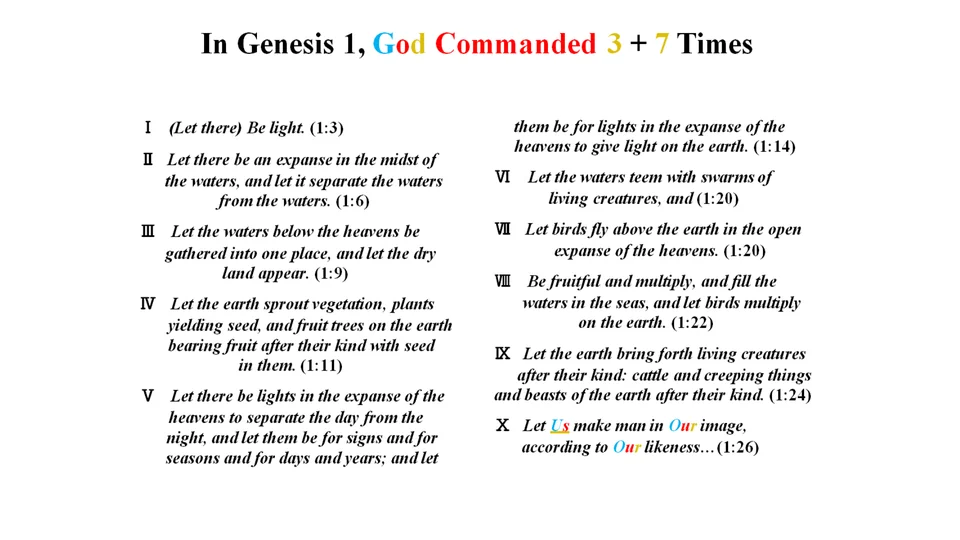 In Genesis 1, God Commanded 3 + 7 Times
Ⅰ (Let there) Be light. (1:3)
Ⅱ Let there be an expanse in the midst of
the waters, and let it separate the waters
from the waters. (1:6)
Ⅲ Let the waters below the heavens be
gathered into one place, and let the dry
land appear. (1:9)
Ⅳ Let the earth sprout vegetation, plants
yielding seed, and fruit trees on the earth
bearing fruit after their kind with seed
in them. (1:11)
Ⅴ Let there be lights in the expanse of the
heavens to separate the day from the
night, and let them be for signs and for
seasons and for days and years; and let
them be for lights in the expanse of the
heavens to give light on the earth. (1:14)
Ⅵ Let the waters teem with swarms of
living creatures, and (1:20)
Ⅶ Let birds fly above the earth in the open
expanse of the heavens. (1:20)
Ⅷ Be fruitful and multiply, and fill the
waters in the seas, and let birds multiply
on the earth. (1:22)
Ⅸ Let the earth bring forth living creatures
after their kind: cattle and creeping things
and beasts of the earth after their kind. (1:24)
Ⅹ Let Us make man in Our image,
according to Our likeness… (1:26)